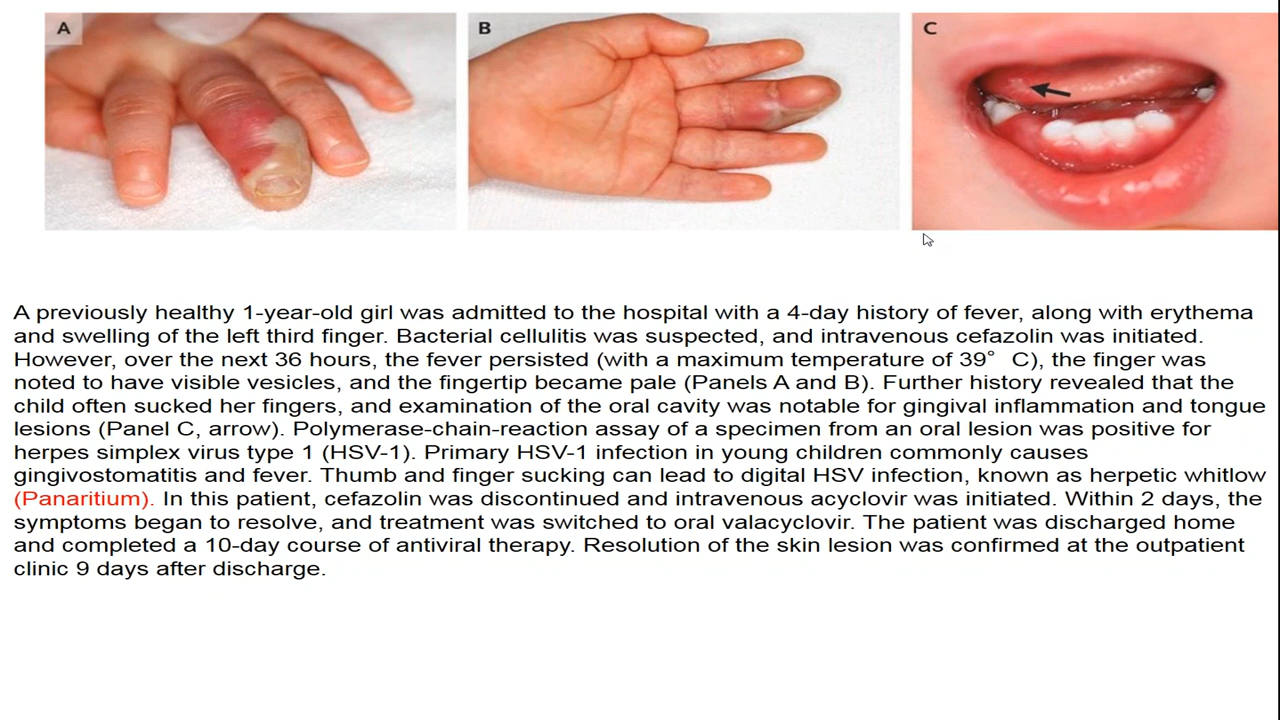 A
B
C
A previously healthy 1-year-old girl was admitted to the hospital with a 4-day history of fever, along with erythema
and swelling of the left third finger. Bacterial cellulitis was suspected, and intravenous cefazolin was initiated.
However, over the next 36 hours, the fever persisted (with a maximum temperature of 39° C), the finger was
noted to have visible vesicles, and the fingertip became pale (Panels A and B). Further history revealed that the
child often sucked her fingers, and examination of the oral cavity was notable for gingival inflammation and tongue
lesions (Panel C, arrow). Polymerase-chain-reaction assay of a specimen from an oral lesion was positive for
herpes simplex virus type 1 (HSV-1). Primary HSV-1 infection in young children commonly causes
gingivostomatitis and fever. Thumb and finger sucking can lead to digital HSV infection, known as herpetic whitlow
(Panaritium). In this patient, cefazolin was discontinued and intravenous acyclovir was initiated. Within 2 days, the
symptoms began to resolve, and treatment was switched to oral valacyclovir. The patient was discharged home
and completed a 10-day course of antiviral therapy. Resolution of the skin lesion was confirmed at the outpatient
clinic 9 days after discharge.